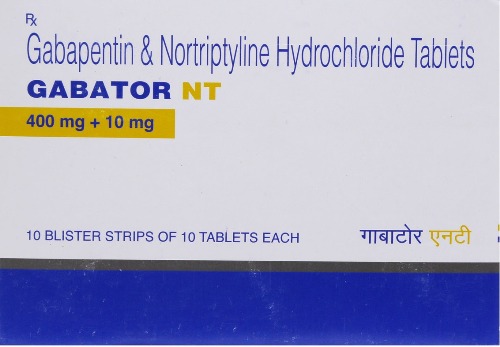 Rx
Gabapentin & Nortriptyline Hydrochloride Tablets
GABATOR NT
400 mg + 10 mg
10 BLISTER STRIPS OF 10 TABLETS EACH
गाबाटोर एनटी